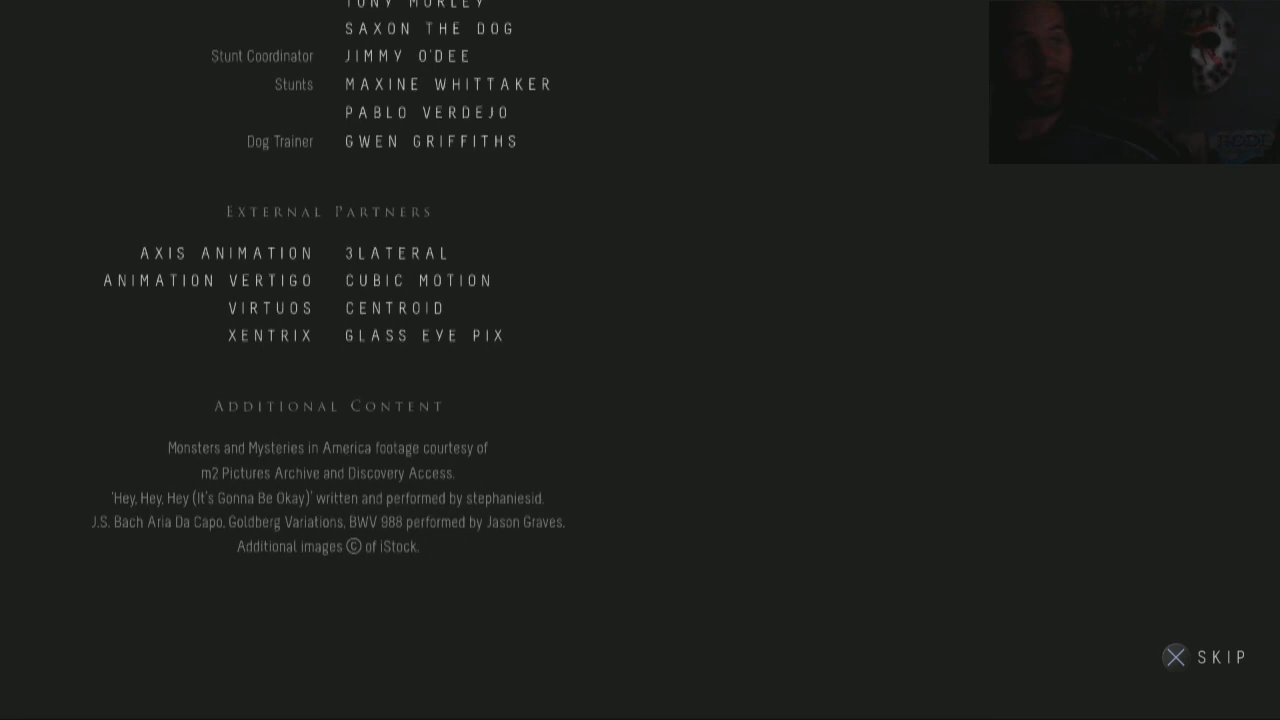 TONY MORLEY
SAXON THE DOG
Stunt Coordinator JIMMY O'DEE
Stunts MAXINE WHITTAKER
PABLO VERDEJO
Dog Trainer GWEN GRIFFITHS
EXTERNAL PARTNERS
AXIS ANIMATION 3LATERAL
ANIMATION VERTIGO CUBIC MOTION
VIRTUOS CENTROID
XENTRIX GLASS EYE PIX
ADDITIONAL CONTENT
Monsters and Mysteries in America footage courtesy of
m2 Pictures Archive and Discovery Access.
'Hey, Hey, Hey (It's Gonna Be Okay)' written and performed by stephaniesid.
J.S. Bach Aria Da Capo. Goldberg Variations, BWV 988 performed by Jason Graves.
Additional images © of iStock.
SKIP